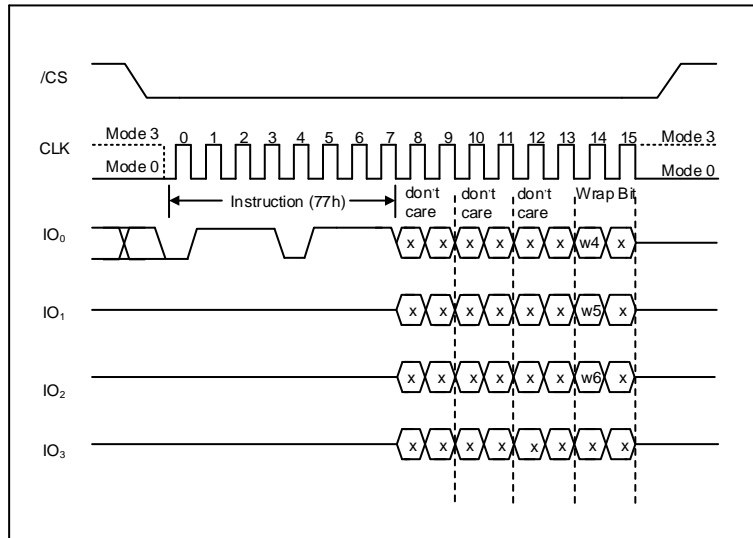 /CS
Mode 3 0 1 2 3 4 5 6 7 8 9 10 11 12 13 14 15 Mode 3
CLK
Mode 0 Mode 0
Instruction (77h) don't care don't care don't care Wrap Bit
IO₀ x x x x x x w4 x
IO₁ x x x x x x w5 x
IO₂ x x x x x x w6 x
IO₃ x x x x x x x x